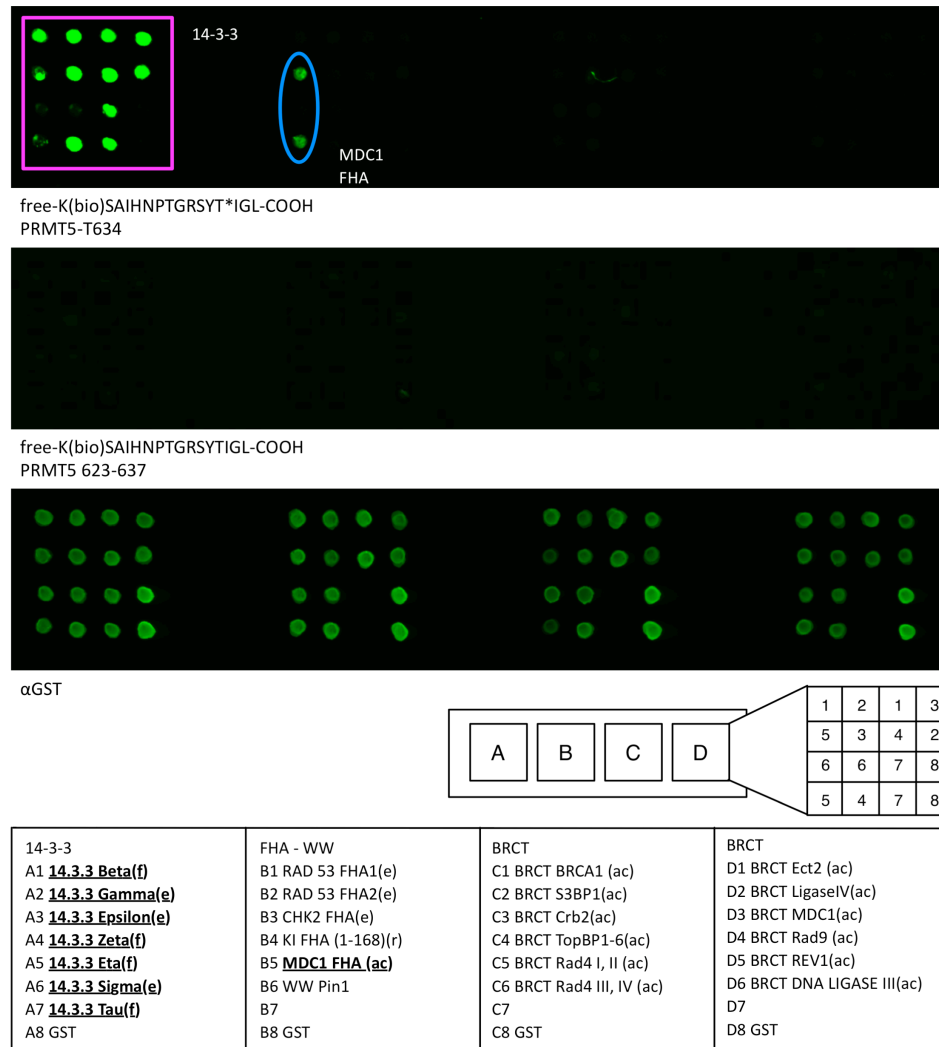 14-3-3
MDC1
FHA
free-K(bio)SAIHNPTGRSYT*IGL-COOH
PRMT5-T634
free-K(bio)SAIHNPTGRSYTIGL-COOH
PRMT5 623-637
αGST
A B C D
1 2 1 3
5 3 4 2
6 6 7 8
5 4 7 8
14-3-3
A1 14.3.3 Beta(f)
A2 14.3.3 Gamma(e)
A3 14.3.3 Epsilon(e)
A4 14.3.3 Zeta(f)
A5 14.3.3 Eta(f)
A6 14.3.3 Sigma(e)
A7 14.3.3 Tau(f)
A8 GST
FHA - WW
B1 RAD 53 FHA1(e)
B2 RAD 53 FHA2(e)
B3 CHK2 FHA(e)
B4 KI FHA (1-168)(r)
B5 MDC1 FHA (ac)
B6 WW Pin1
B7
B8 GST
BRCT
C1 BRCT BRCA1 (ac)
C2 BRCT S3BP1(ac)
C3 BRCT Crb2(ac)
C4 BRCT TopBP1-6(ac)
C5 BRCT Rad4 I, II (ac)
C6 BRCT Rad4 III, IV (ac)
C7
C8 GST
BRCT
D1 BRCT Ect2 (ac)
D2 BRCT LigaseIV(ac)
D3 BRCT MDC1(ac)
D4 BRCT Rad9 (ac)
D5 BRCT REV1(ac)
D6 BRCT DNA LIGASE III(ac)
D7
D8 GST